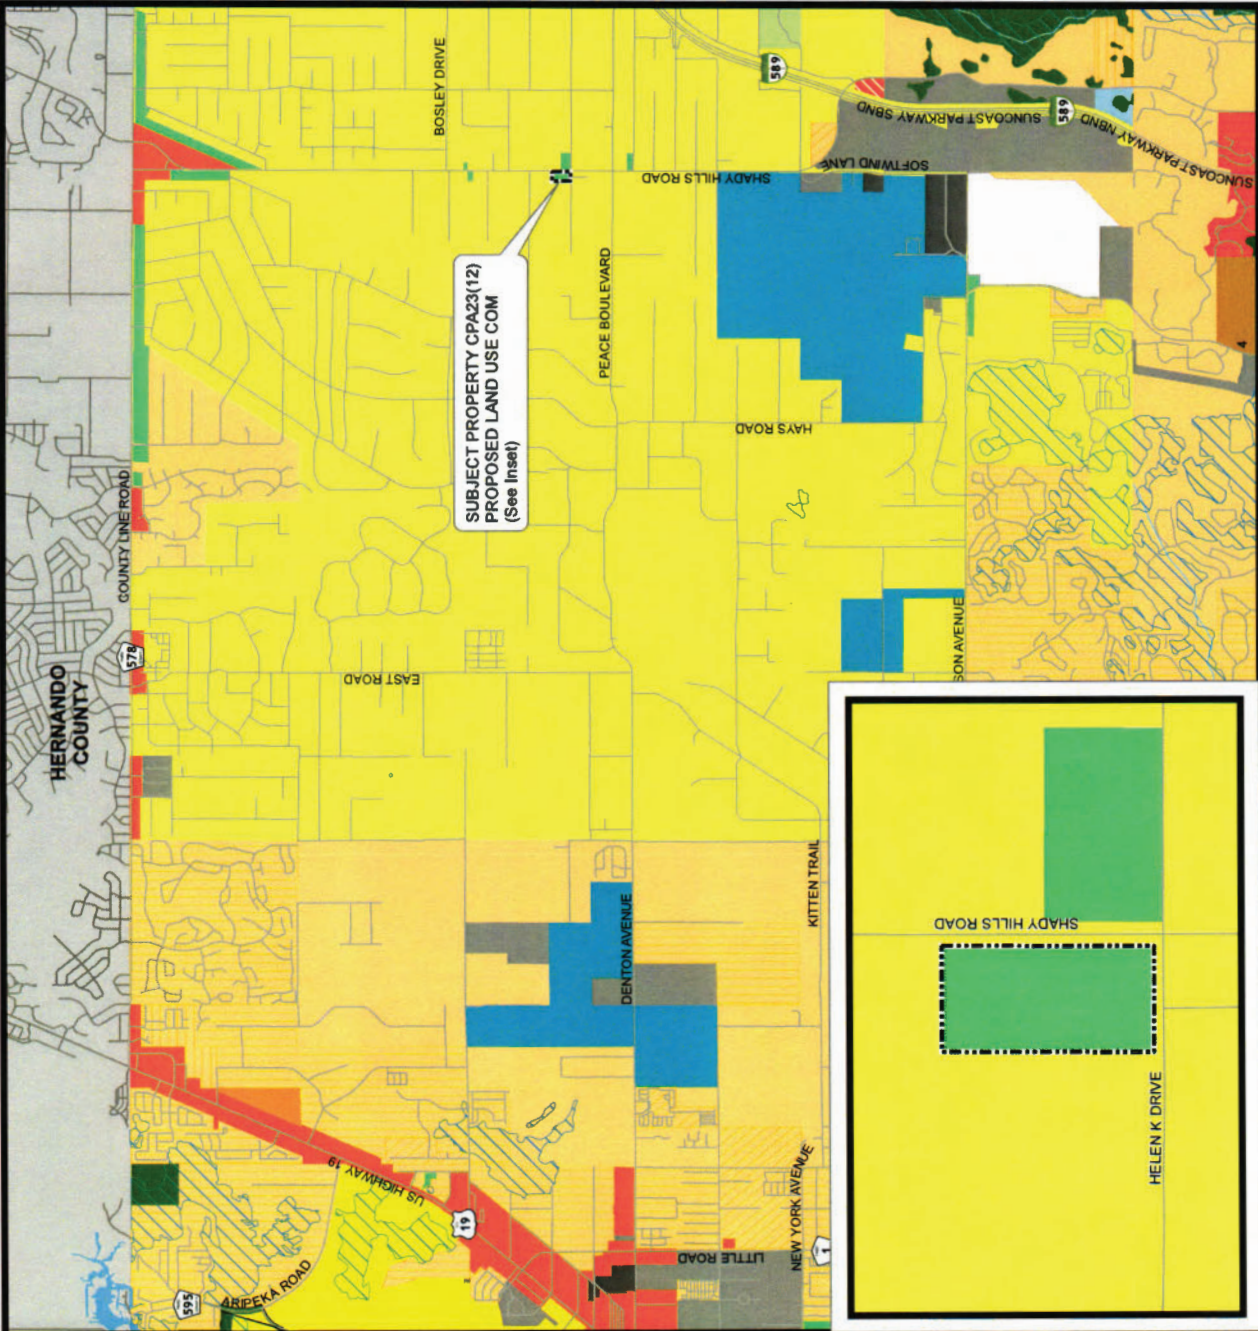 HERNANDO
COUNTY
578
COUNTY LINE ROAD
BOSLEY DRIVE
589
SUNCOAST PARKWAY SBND
589
SUNCOAST PARKWAY NBND
SUNCOAST PARKWAY
SOFTWIND LANE
SHADY HILLS ROAD
SUBJECT PROPERTY CPA23(12)
PROPOSED LAND USE COM
(See Inset)
PEACE BOULEVARD
HAYS ROAD
EAST ROAD
SON AVENUE
4
KITTEN TRAIL
DENTON AVENUE
US HIGHWAY 19
19
ARIPEKA ROAD
595
LITTLE ROAD
NEW YORK AVENUE
1
SHADY HILLS ROAD
HELEN K DRIVE